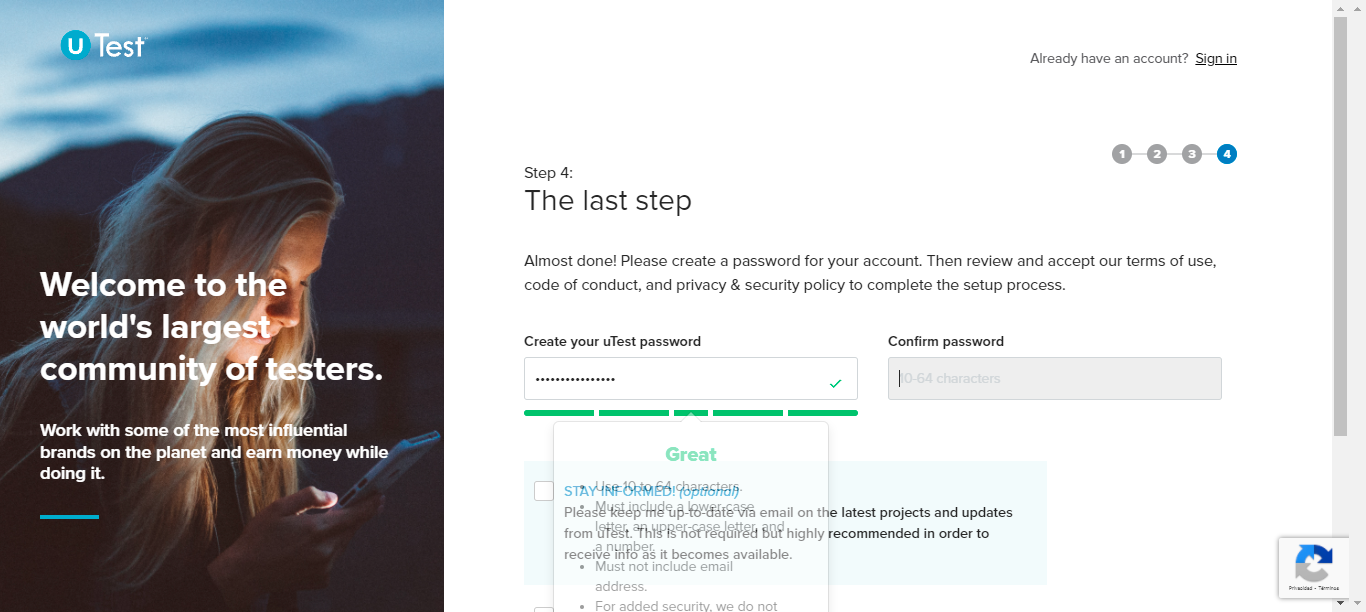 uTest
Already have an account? Sign in
1 2 3 4
Step 4:
The last step
Almost done! Please create a password for your account. Then review and accept our terms of use,
code of conduct, and privacy & security policy to complete the setup process.
Welcome to the
world's largest
community of testers.
Work with some of the most influential
brands on the planet and earn money while
doing it.
Create your uTest password
••••••••••••••••
Confirm password
10-64 characters
Great
• Use 10 to 64 characters.
• Must include a lower-case
letter, an upper-case letter, and
a number.
• Must not include email
address.
• For added security, we do not
STAY INFORMED! (optional)
Please keep me up-to-date via email on the latest projects and updates
from uTest. This is not required but highly recommended in order to
receive info as it becomes available.
Privacidad - Términos